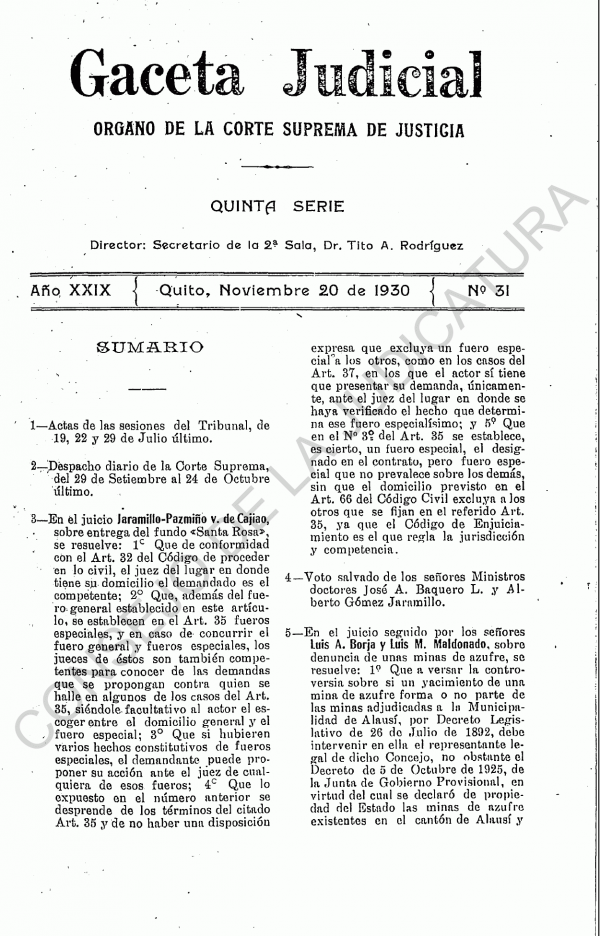 Gaceta Judicial
ORGANO DE LA CORTE SUPREMA DE JUSTICIA
QUINTA SERIE
Director: Secretario de la 2ª Sala, Dr. Tito A. Rodríguez
Año XXIX { Quito, Noviembre 20 de 1930 { Nº 31
SUMARIO
1—Actas de las sesiones del Tribunal, de
19, 22 y 29 de Julio último.
2—Despacho diario de la Corte Suprema,
del 29 de Setiembre al 24 de Octubre
último.
3—En el juicio Jaramillo-Pazmiño v. de Cajiao,
sobre entrega del fundo «Santa Rosa»,
se resuelve: 1º Que de conformidad
con el Art. 32 del Código de proceder
en lo civil, el juez del lugar en donde
tiene su domicilio el demandado es el
competente; 2º Que, además del fue-
ro general establecido en este artícu-
lo, se establecen en el Art. 35 fueros
especiales, y en caso de concurrir el
fuero general y fueros especiales, los
jueces de éstos son también compe-
tentes para conocer de las demandas
que se propongan contra quien se
halle en algunos de los casos del Art.
35, siéndole facultativo al actor el es-
coger entre el domicilio general y el
fuero especial; 3º Que si hubieren
varios hechos constitutivos de fueros
especiales, el demandante puede pro-
poner su acción ante el juez de cual-
quiera de esos fueros; 4º Que lo
expuesto en el número anterior se
desprende de los términos del citado
Art. 35 y de no haber una disposición
expresa que excluya un fuero espe-
cial a los otros, como en los casos del
Art. 37, en los que el actor sí tiene
que presentar su demanda, únicamen-
te, ante el juez del lugar en donde se
haya verificado el hecho que determi-
na ese fuero especialísimo; y 5º Que
en el Nº 3º del Art. 35 se establece,
es cierto, un fuero especial, el desig-
nado en el contrato, pero fuero espe-
cial que no prevalece sobre los demás,
sin que el domicilio previsto en el
Art. 66 del Código Civil excluya a los
otros que se fijan en el referido Art.
35, ya que el Código de Enjuicia-
miento es el que regla la jurisdicción
y competencia.
4—Voto salvado de los señores Ministros
doctores José A. Baquero L. y Al-
berto Gómez Jaramillo.
5—En el juicio seguido por los señores
Luis A. Borja y Luis M. Maldonado, sobre
denuncia de unas minas de azufre, se
resuelve: 1º Que a versar la contro-
versia sobre si un yacimiento de una
mina de azufre forma o no parte de
las minas adjudicadas a la Municipa-
lidad de Alausí, por Decreto Legis-
lativo de 26 de Julio de 1892, debe
intervenir en ella el representante le-
gal de dicho Concejo, no obstante el
Decreto de 5 de Octubre de 1925, de
la Junta de Gobierno Provisional, en
virtud del cual se declaró de propie-
dad del Estado las minas de azufre
existentes en el cantón de Alausí y
CONSEJO DE LA JUDICATURA